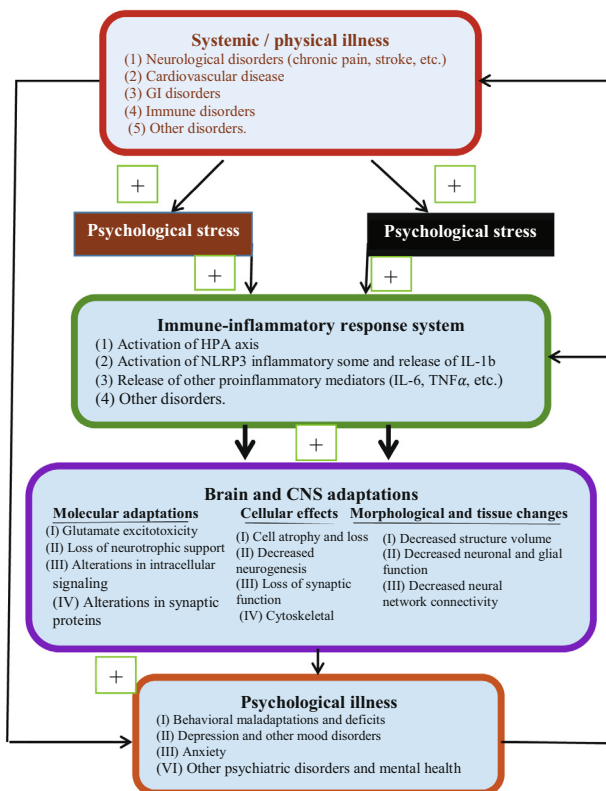 Systemic / physical illness
(1) Neurological disorders (chronic pain, stroke, etc.)
(2) Cardiovascular disease
(3) GI disorders
(4) Immune disorders
(5) Other disorders.
+
+
Psychological stress
Psychological stress
+
+
Immune-inflammatory response system
(1) Activation of HPA axis
(2) Activation of NLRP3 inflammatory some and release of IL-1b
(3) Release of other proinflammatory mediators (IL-6, TNFα, etc.)
(4) Other disorders.
+
Brain and CNS adaptations
Molecular adaptations
(I) Glutamate excitotoxicity
(II) Loss of neurotrophic support
(III) Alterations in intracellular
signaling
(IV) Alterations in synaptic
proteins
Cellular effects
(I) Cell atrophy and loss
(II) Decreased
neurogenesis
(III) Loss of synaptic
function
(IV) Cytoskeletal
Morphological and tissue changes
(I) Decreased structure volume
(II) Decreased neuronal and glial
function
(III) Decreased neural
network connectivity
+
Psychological illness
(I) Behavioral maladaptations and deficits
(II) Depression and other mood disorders
(III) Anxiety
(VI) Other psychiatric disorders and mental health